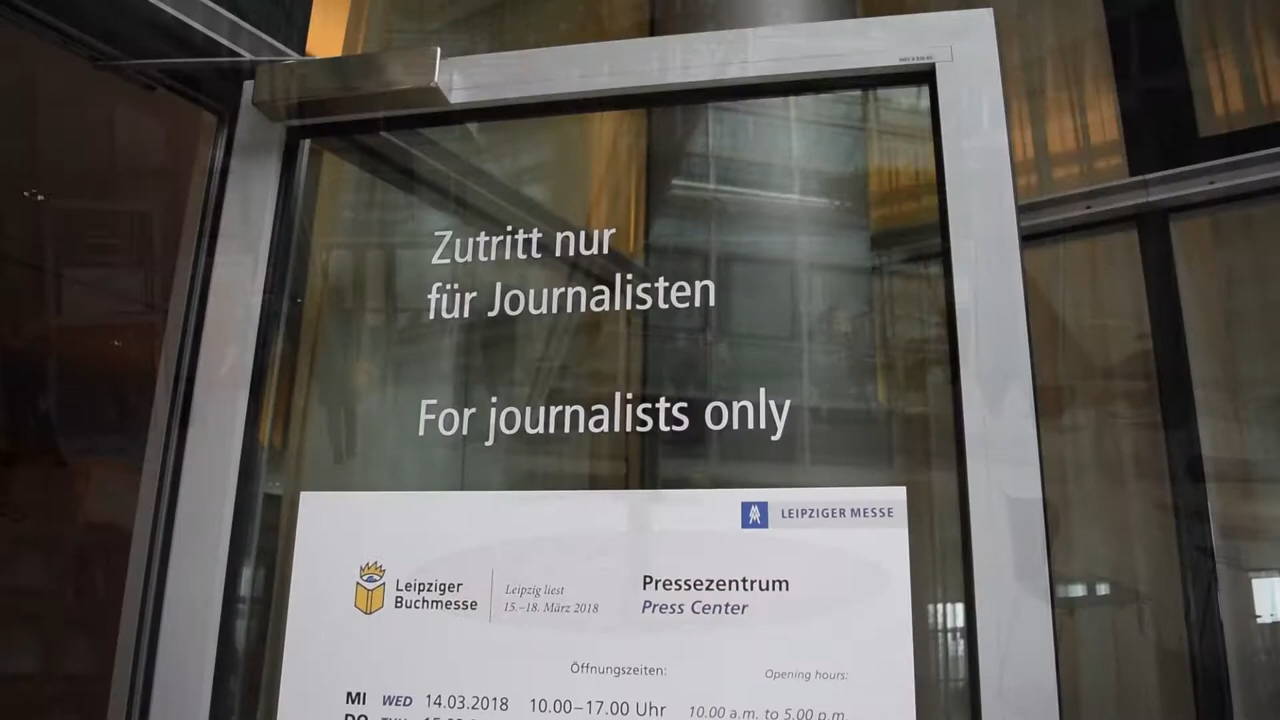 Zutritt nur
für Journalisten
For journalists only
LEIPZIGER MESSE
Leipziger
Buchmesse
Leipzig liest
15.–18. März 2018
Pressezentrum
Press Center
Öffnungszeiten:
Opening hours:
MI WED 14.03.2018 10.00–17.00 Uhr 10.00 a.m. to 5.00 p.m.